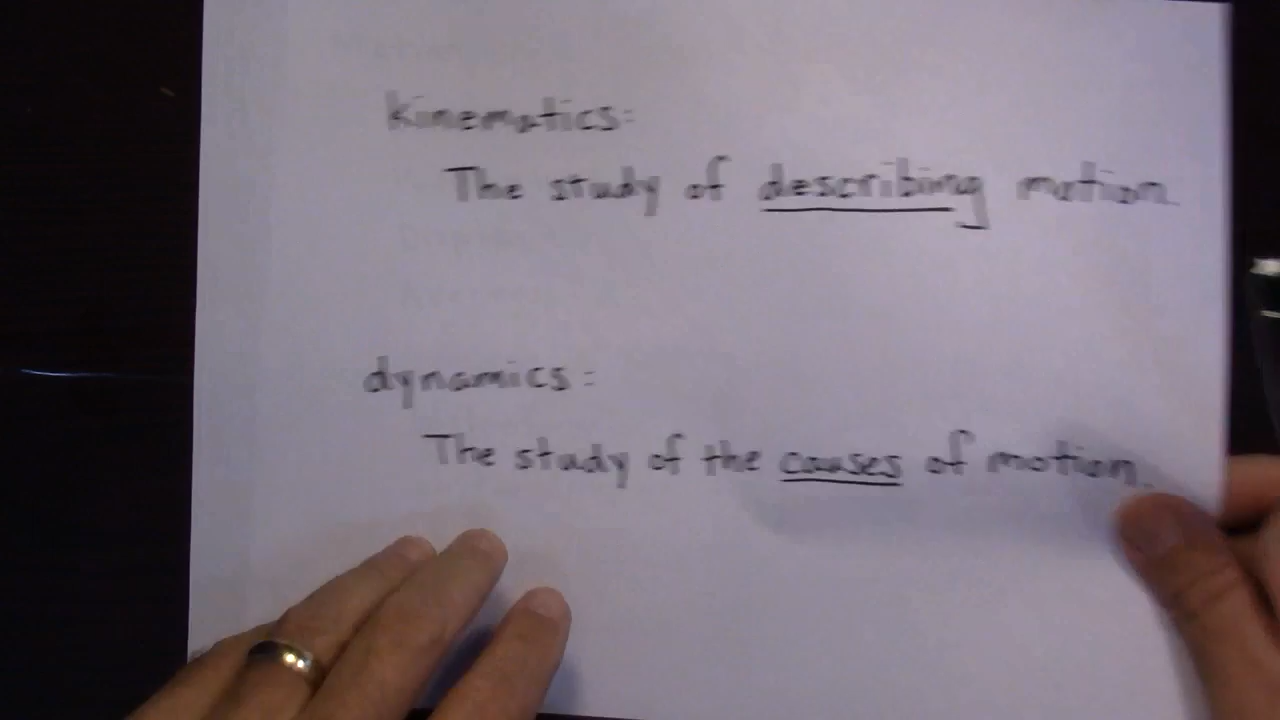 Kinematics:
The study of describing motion.
dynamics:
The study of the causes of motion.